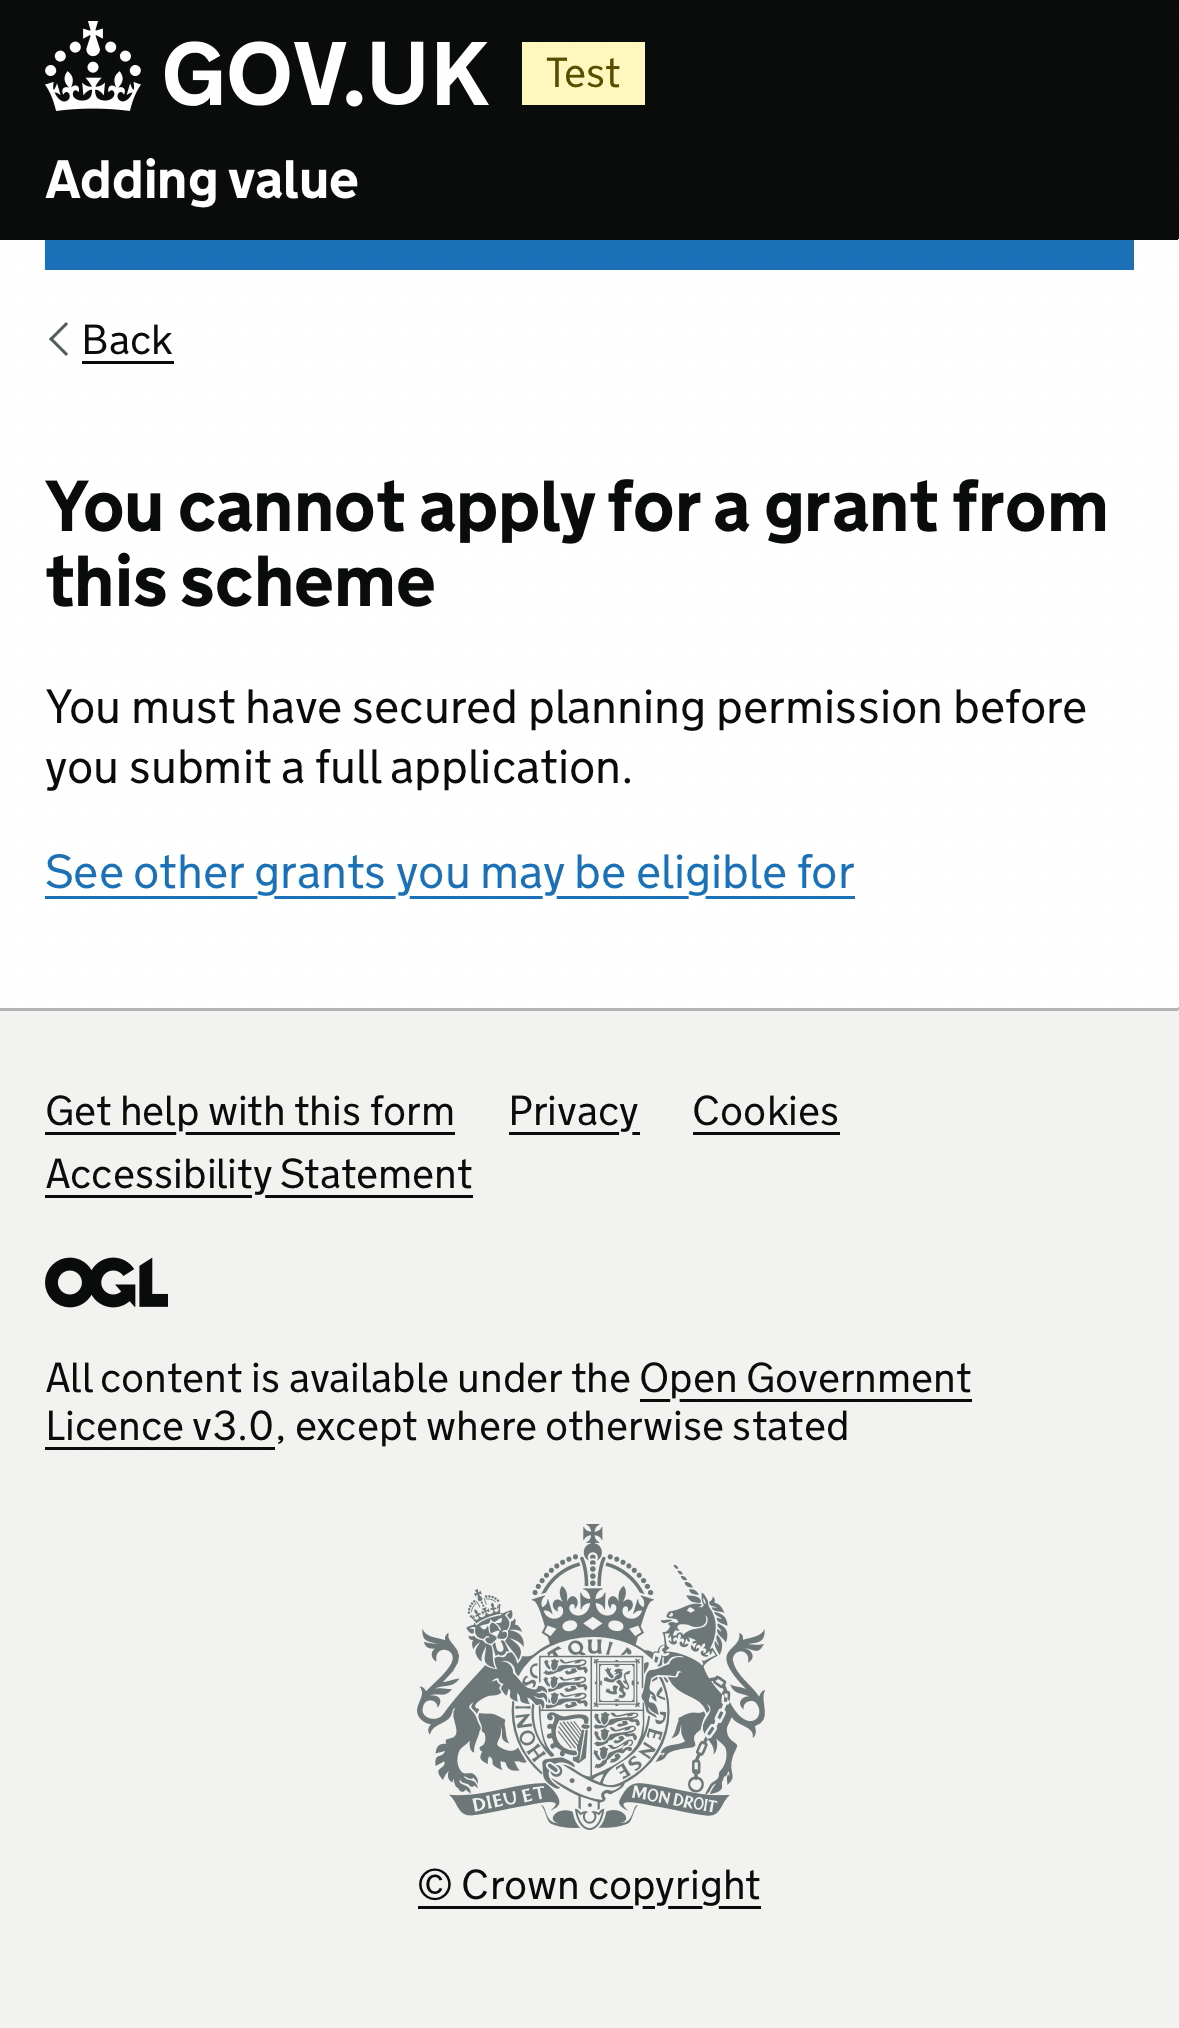 GOV.UK Test
Adding value
Back
You cannot apply for a grant from
this scheme
You must have secured planning permission before
you submit a full application.
See other grants you may be eligible for
Get help with this form Privacy Cookies
Accessibility Statement
OGL
All content is available under the Open Government
Licence v3.0, except where otherwise stated
HONI SOIT QUI MAL Y PENSE
DIEU ET MON DROIT
© Crown copyright